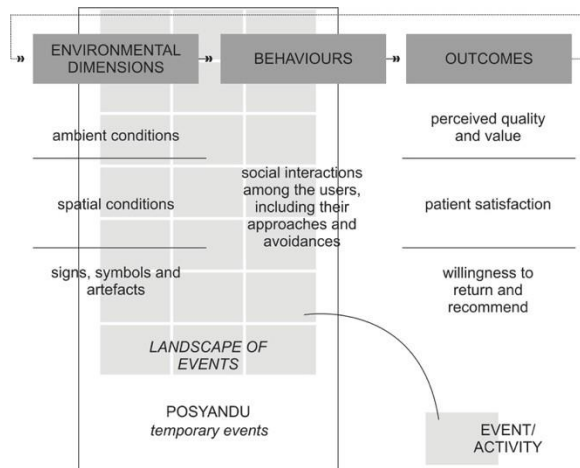 ENVIRONMENTAL
DIMENSIONS
BEHAVIOURS
OUTCOMES
ambient conditions
spatial conditions
signs, symbols and
artefacts
social interactions
among the users,
including their
approaches and
avoidances
perceived quality
and value
patient satisfaction
willingness to
return and
recommend
LANDSCAPE OF
EVENTS
POSYANDU
temporary events
EVENT/
ACTIVITY